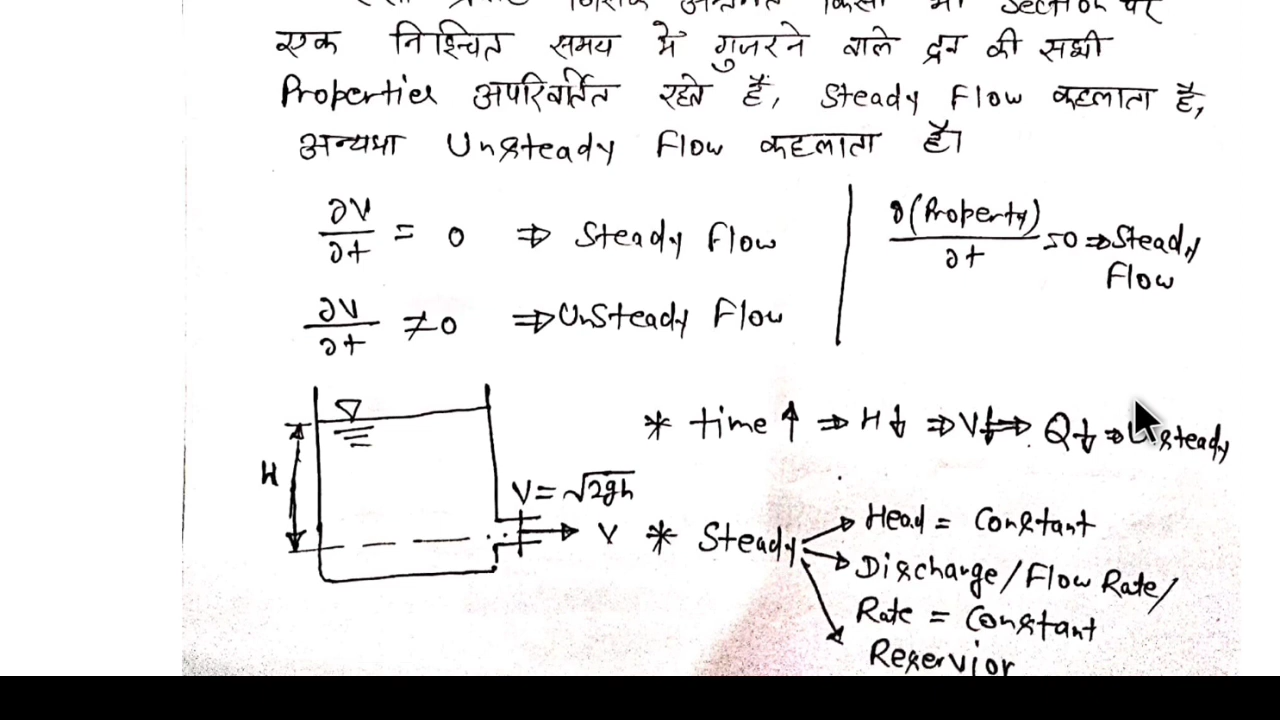 किसी भी Section पर
एक निश्चित समय में गुजरने वाले द्रव की सभी
Properties अपरिवर्तित रहते हैं, Steady Flow कहलाता है,
अन्यथा Unsteady Flow कहलाता है।
∂V/∂t = 0 ⇒ Steady Flow
∂(Property)/∂t = 0 ⇒ Steady
Flow
∂V/∂t ≠ 0 ⇒ UnSteady Flow
* time ↑ ⇒ H↓ ⇒ V↓ ⇒ Q↓ ⇒ Unsteady
H
V = √2gh
V
* Steady
Head = Constant
Discharge/Flow Rate/
Rate = Constant
Reservior